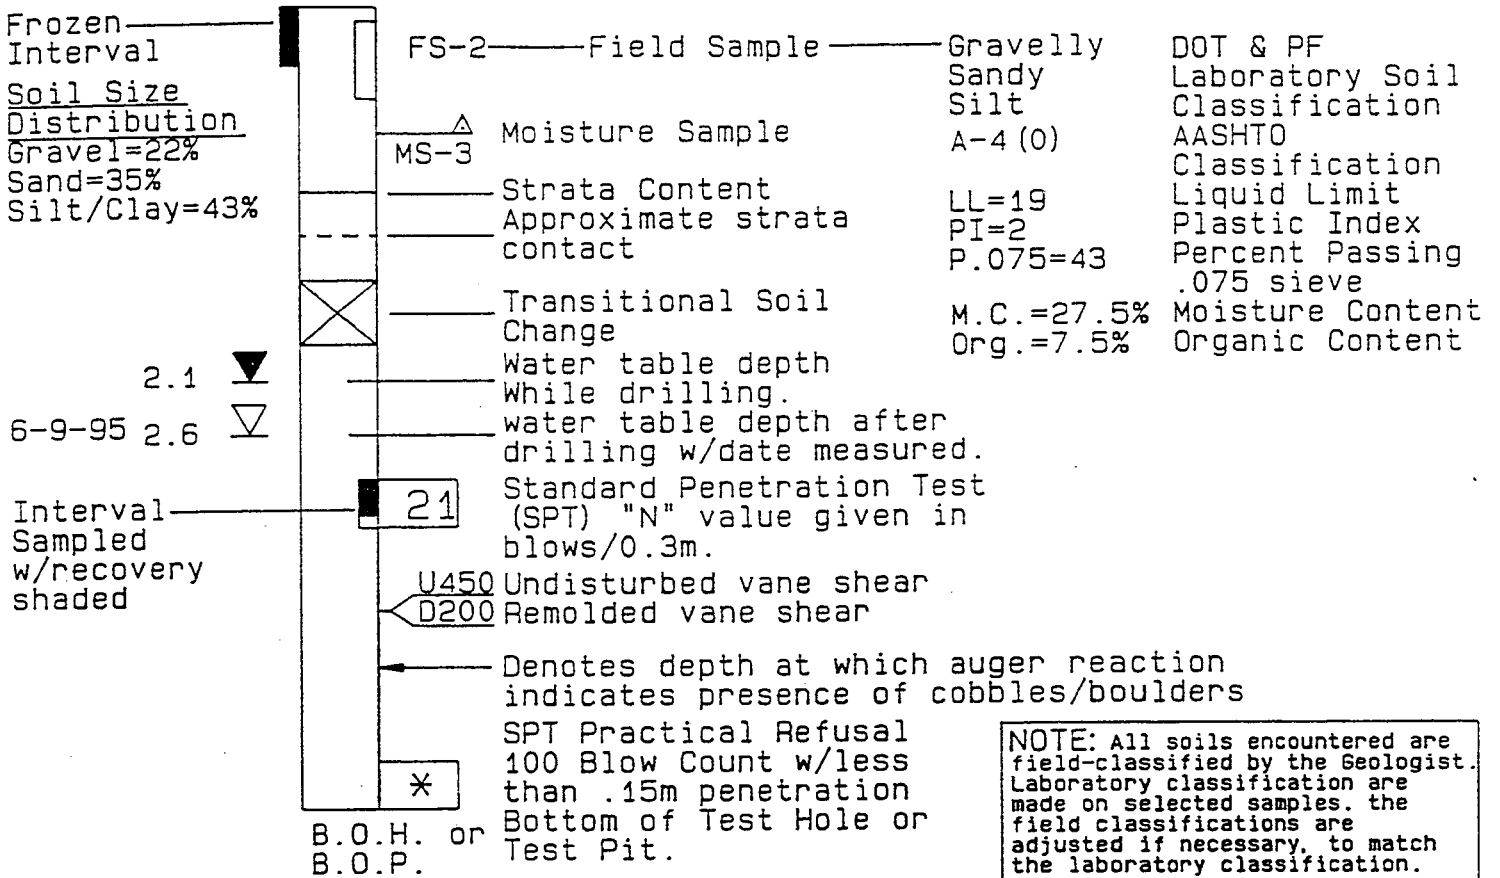 Frozen
Interval
Soil Size
Distribution
Gravel=22%
Sand=35%
Silt/Clay=43%
FS-2
Field Sample
Gravelly
Sandy
Silt
DOT & PF
Laboratory Soil
Classification
A-4 (0)
AASHTO
Classification
LL=19
Liquid Limit
PI=2
Plastic Index
P.075=43
Percent Passing
.075 sieve
M.C.=27.5%
Moisture Content
Org.=7.5%
Organic Content
MS-3
Moisture Sample
Strata Content
Approximate strata
contact
Transitional Soil
Change
2.1
Water table depth
While drilling.
6-9-95 2.6
water table depth after
drilling w/date measured.
Interval
Sampled
w/recovery
shaded
21
Standard Penetration Test
(SPT) "N" value given in
blows/0.3m.
U450 Undisturbed vane shear
D200 Remolded vane shear
Denotes depth at which auger reaction
indicates presence of cobbles/boulders
*
SPT Practical Refusal
100 Blow Count w/less
than .15m penetration
B.O.H. or
B.O.P.
Bottom of Test Hole or
Test Pit.
NOTE: All soils encountered are
field-classified by the Geologist.
Laboratory classification are
made on selected samples. the
field classifications are
adjusted if necessary, to match
the laboratory classification.